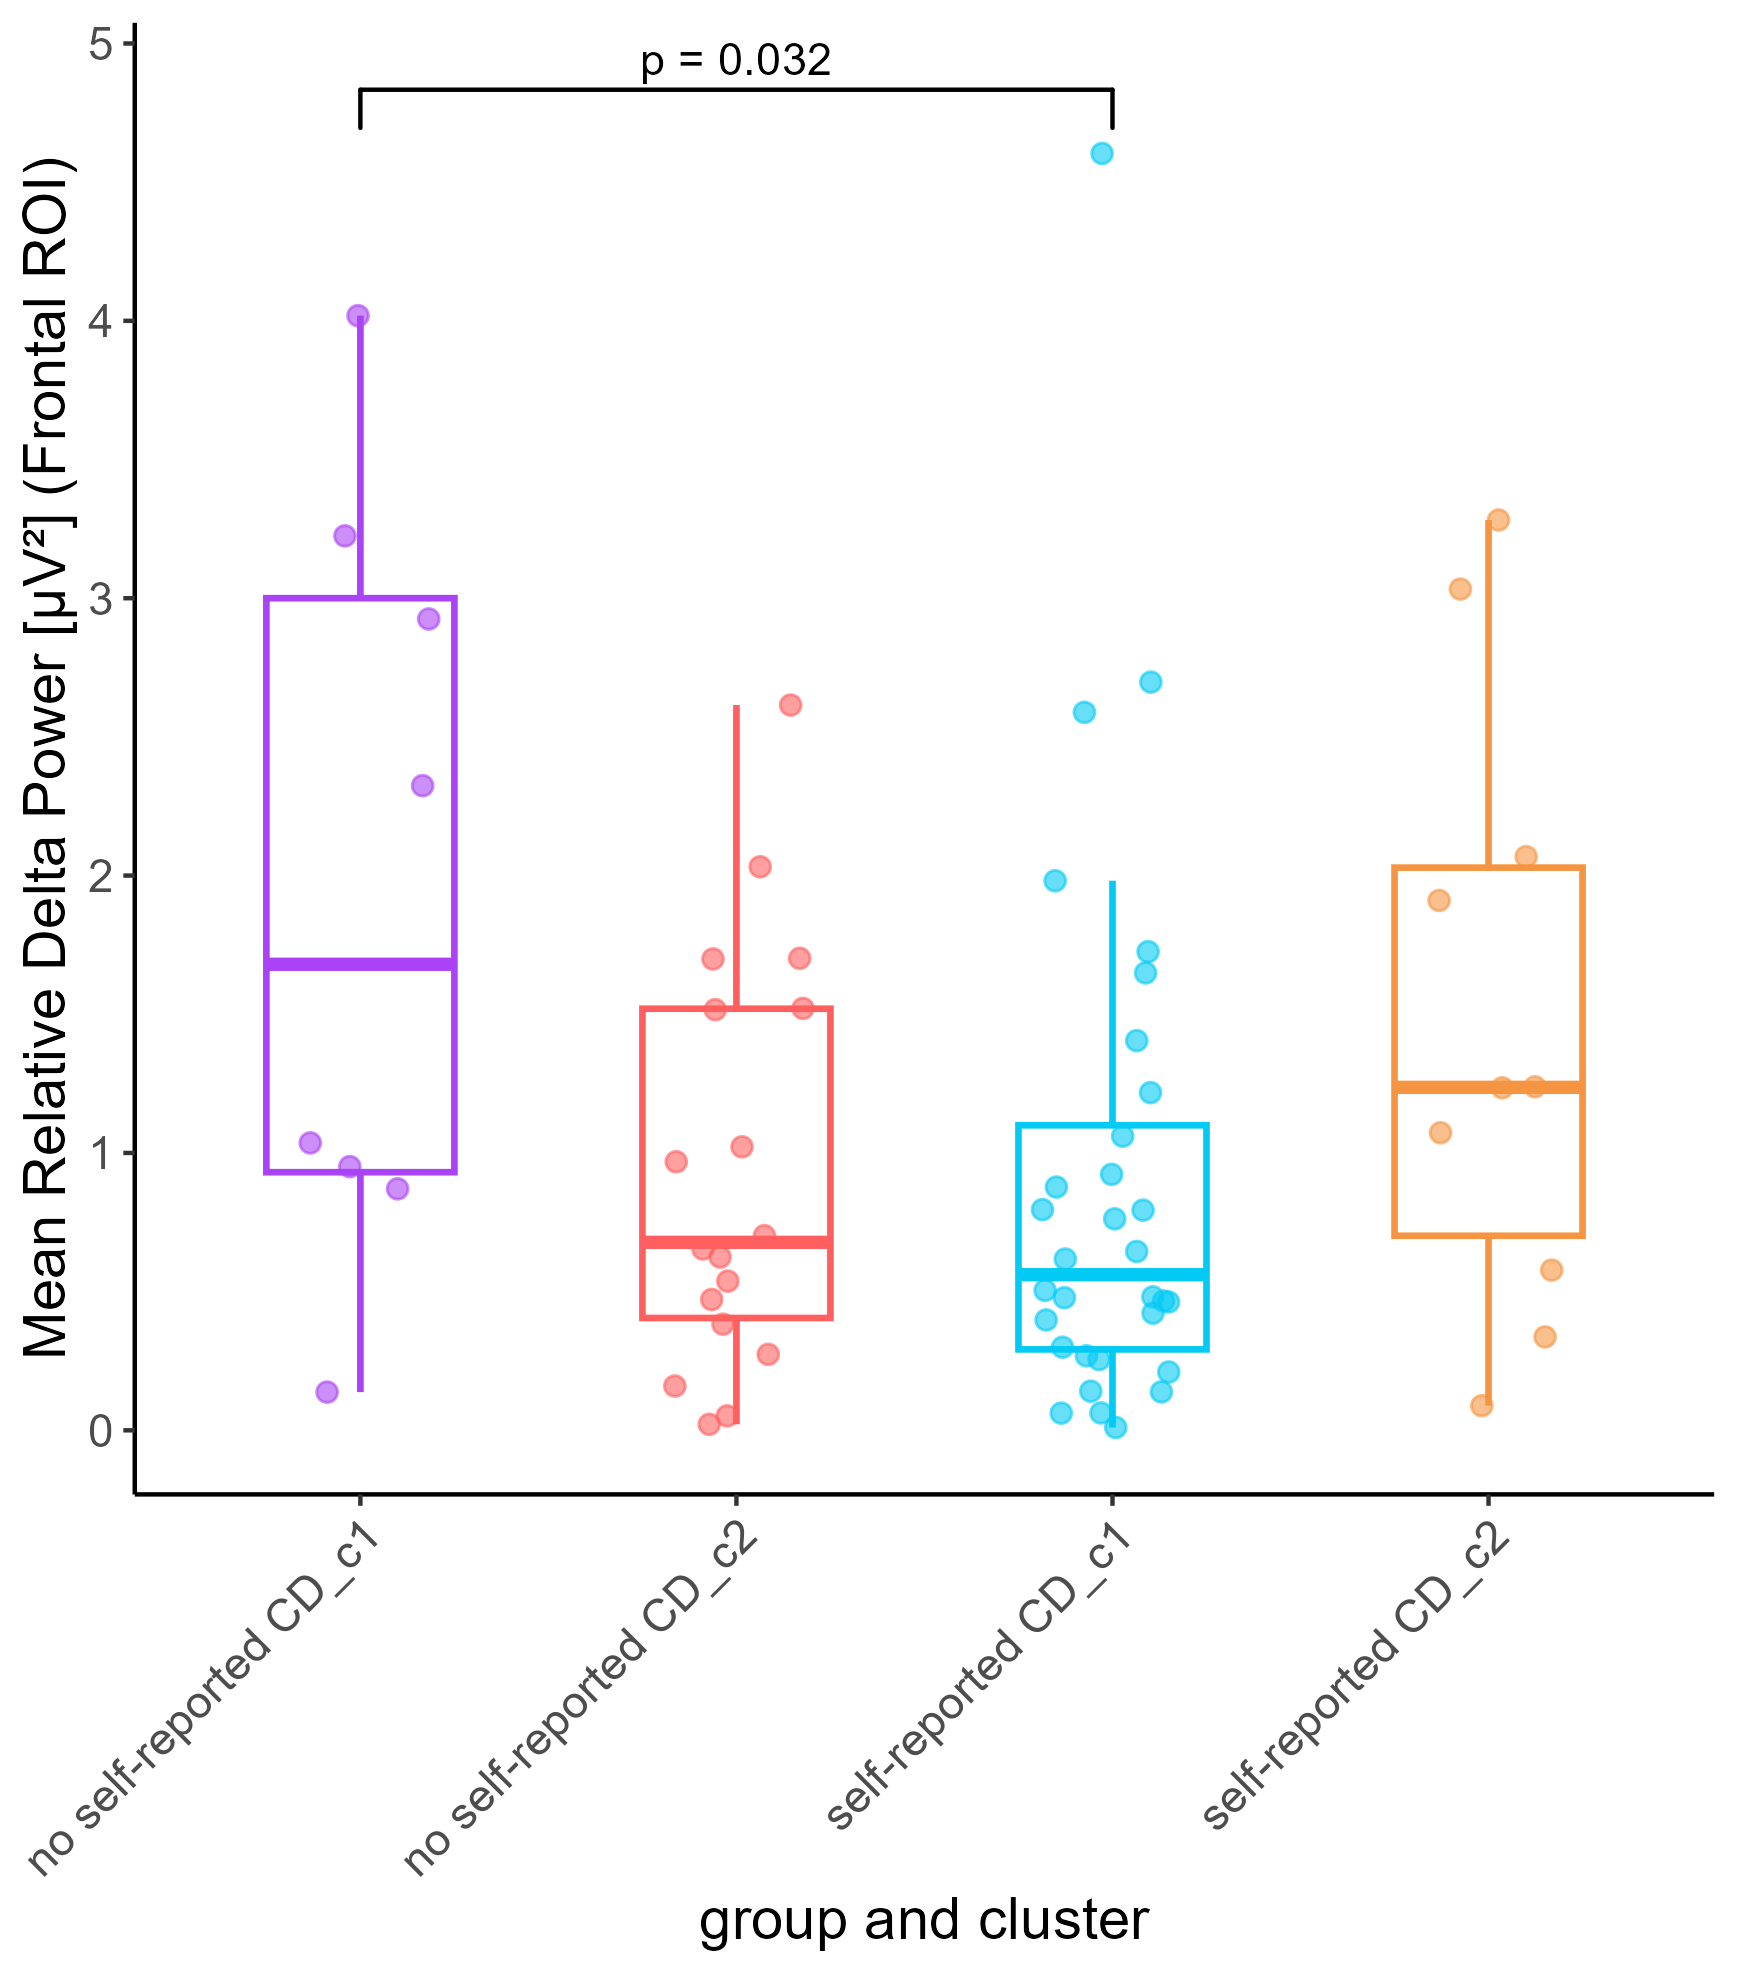 p = 0.032
Mean Relative Delta Power [µV²] (Frontal ROI)
5
4
3
2
1
0
no self-reported CD_c1
no self-reported CD_c2
self-reported CD_c1
self-reported CD_c2
group and cluster